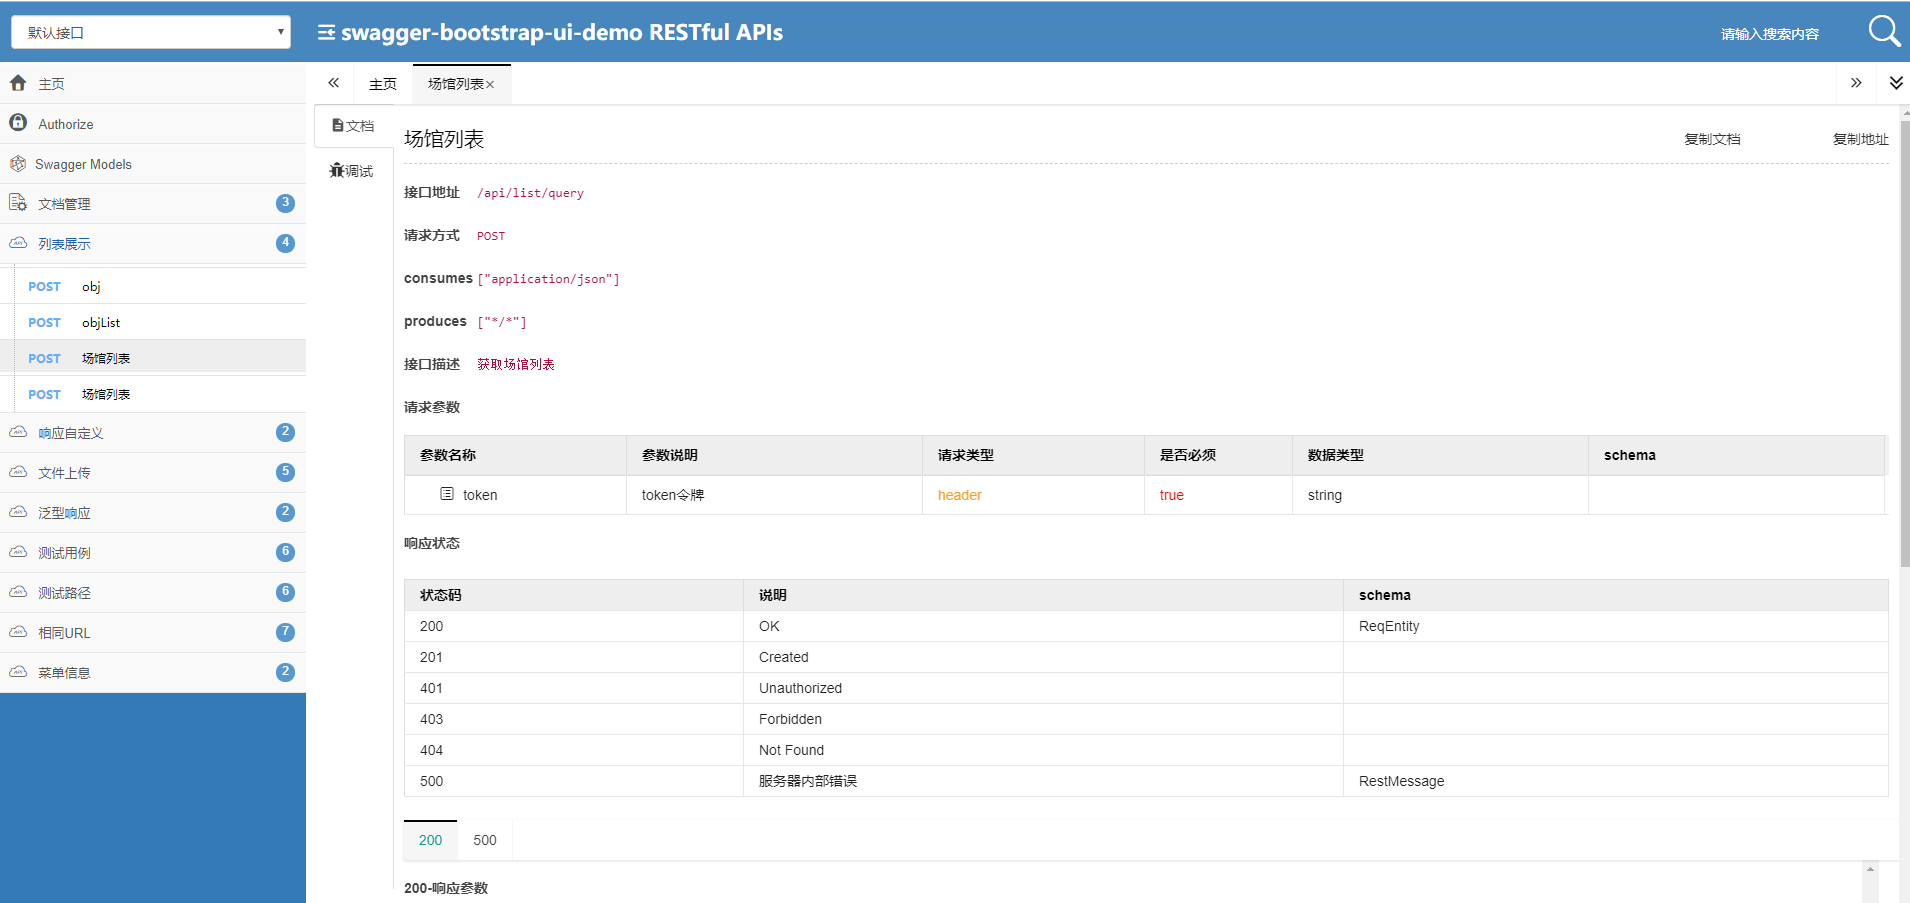 默认接口
swagger-bootstrap-ui-demo RESTful APIs
请输入搜索内容
主页
Authorize
Swagger Models
文档管理 3
列表展示 4
POST obj
POST objList
POST 场馆列表
POST 场馆列表
响应自定义 2
文件上传 5
泛型响应 2
测试用例 6
测试路径 6
相同URL 7
菜单信息 2
主页 场馆列表×
文档
调试
场馆列表 复制文档 复制地址
接口地址 /api/list/query
请求方式 POST
consumes ["application/json"]
produces ["*/*"]
接口描述 获取场馆列表
请求参数
参数名称 参数说明 请求类型 是否必须 数据类型 schema
token token令牌 header true string
响应状态
状态码 说明 schema
200 OK ReqEntity
201 Created
401 Unauthorized
403 Forbidden
404 Not Found
500 服务器内部错误 RestMessage
200 500
200-响应参数